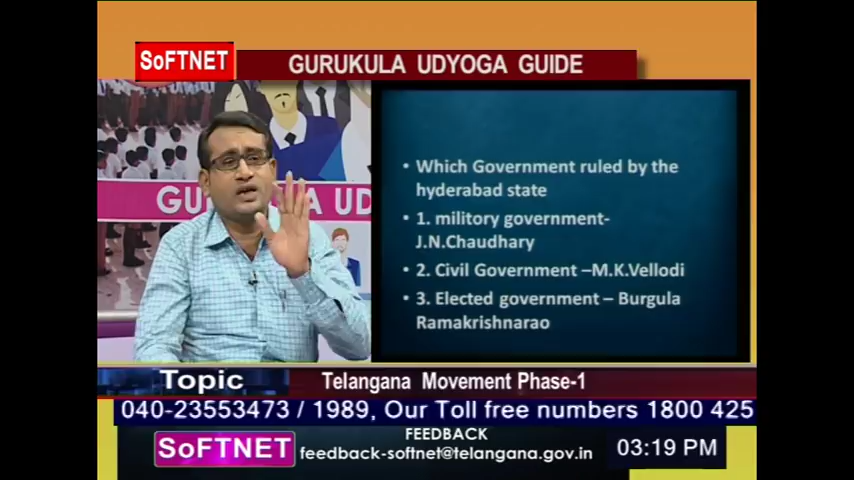 SoFTNET
GURUKULA UDYOGA GUIDE
GU
A UD
• Which Government ruled by the
hyderabad state
• 1. militory government-
J.N.Chaudhary
• 2. Civil Government –M.K.Vellodi
• 3. Elected government – Burgula
Ramakrishnarao
Topic
Telangana Movement Phase-1
040-23553473 / 1989, Our Toll free numbers 1800 425
FEEDBACK
SoFTNET
feedback-softnet@telangana.gov.in
03:19 PM